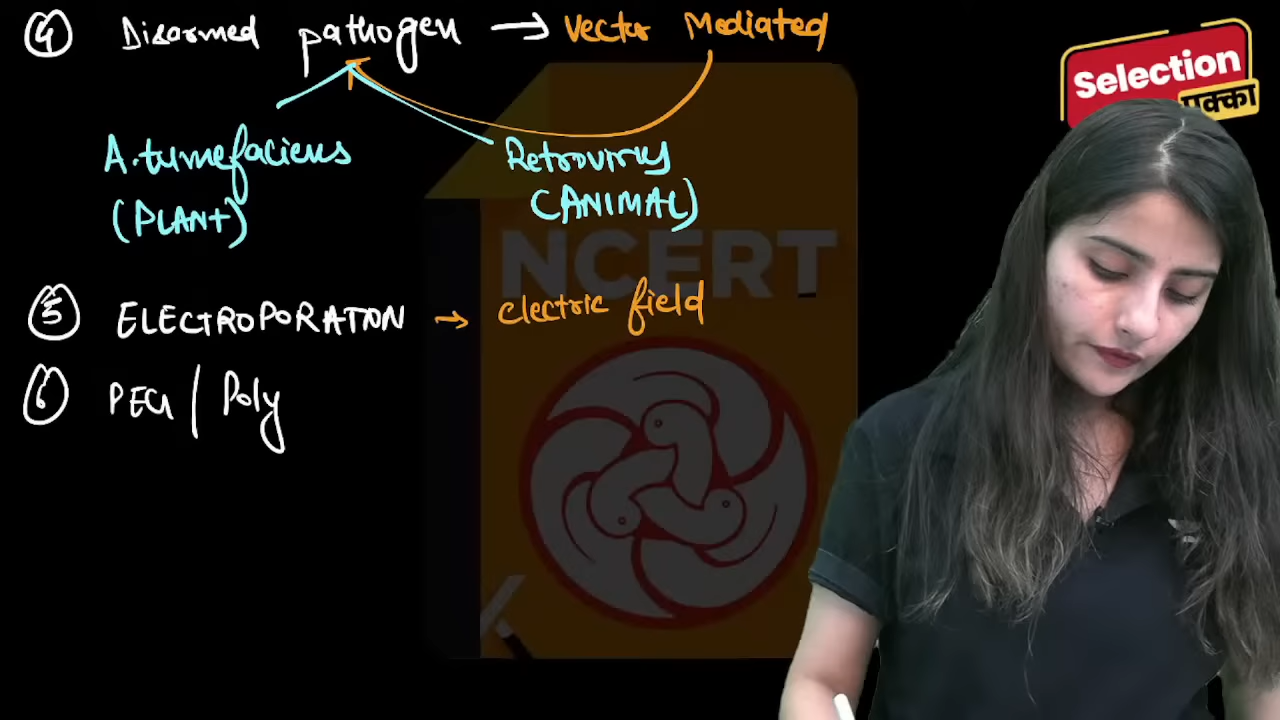 ④ Disarmed pathogen → Vector Mediated
A.tumefaciens
(PLANT)
Retrovirus
(ANIMAL)
⑤ ELECTROPORATION → electric field
⑥ PEG / Poly
NCERT
Selection
पक्का